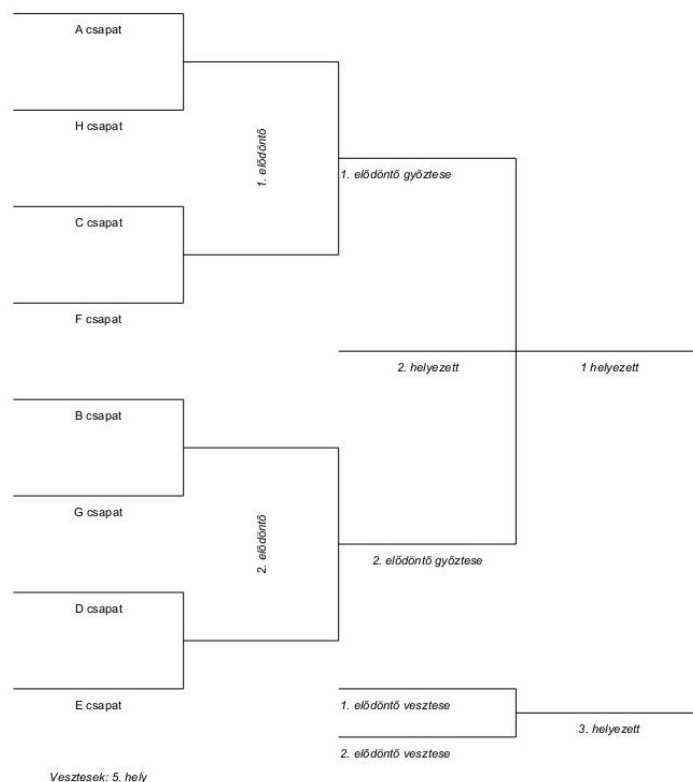 A csapat
H csapat
1. elődöntő
1. elődöntő győztese
C csapat
F csapat
2. helyezett
1 helyezett
B csapat
G csapat
2. elődöntő
2. elődöntő győztese
D csapat
E csapat
1. elődöntő vesztese
3. helyezett
2. elődöntő vesztese
Vesztesek: 5. hely